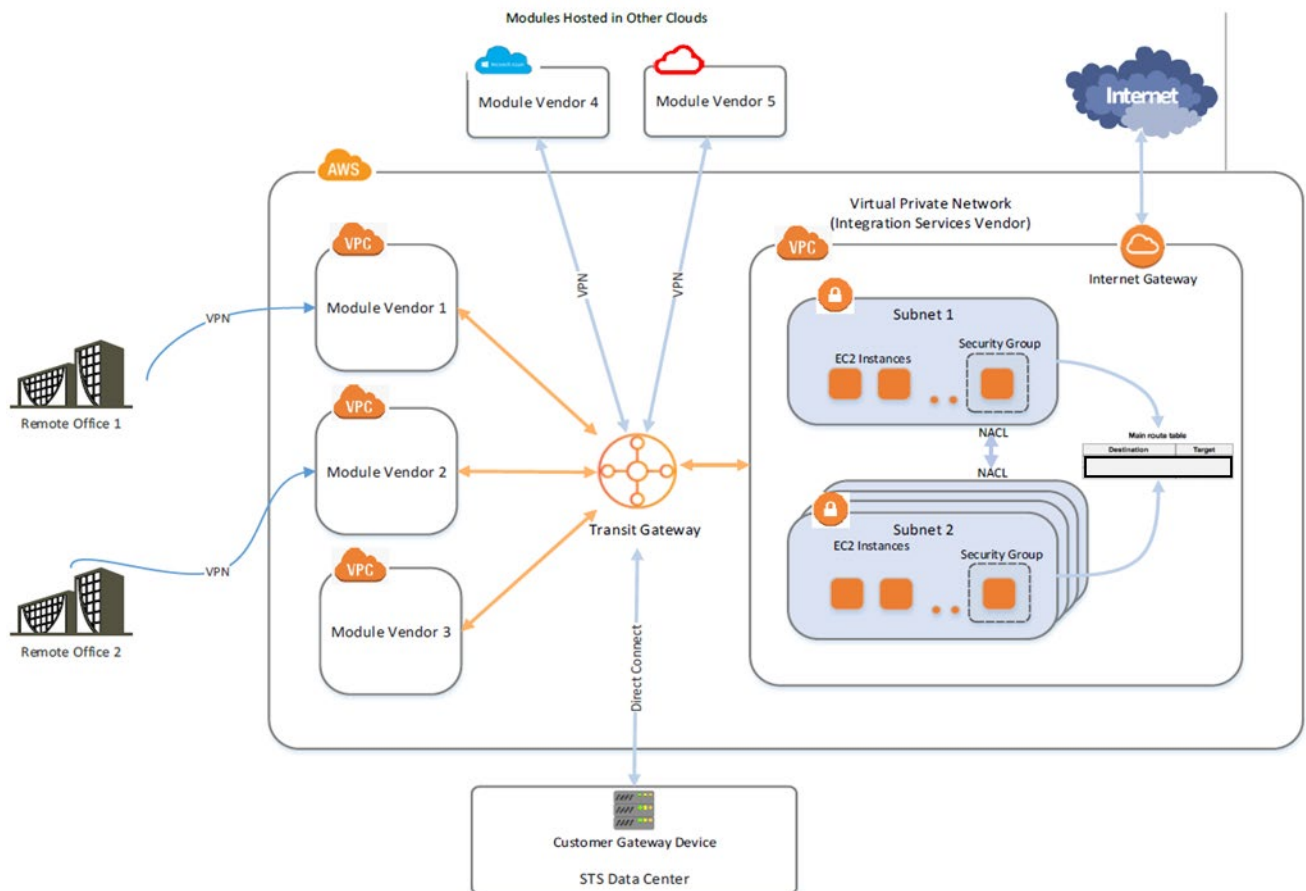 Modules Hosted in Other Clouds
Microsoft Azure
Module Vendor 4
Module Vendor 5
Internet
AWS
Virtual Private Network
(Integration Services Vendor)
VPC
VPC
Internet Gateway
Module Vendor 1
VPN
VPN
VPN
Subnet 1
EC2 Instances
Security Group
Remote Office 1
VPC
Module Vendor 2
NACL
NACL
Main route table
Destination
Target
Transit Gateway
Subnet 2
EC2 Instances
Security Group
VPN
Remote Office 2
VPC
Module Vendor 3
Direct Connect
Customer Gateway Device
STS Data Center